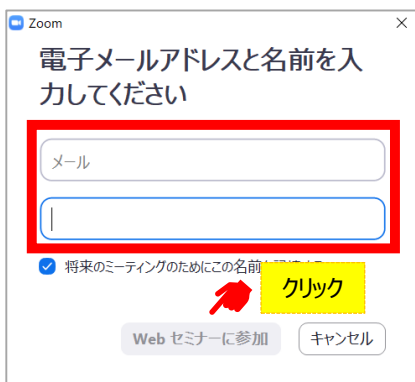 Zoom
電子メールアドレスと名前を入
力してください
メール
将来のミーティングのためにこの名前
クリック
Web セミナーに参加
キャンセル